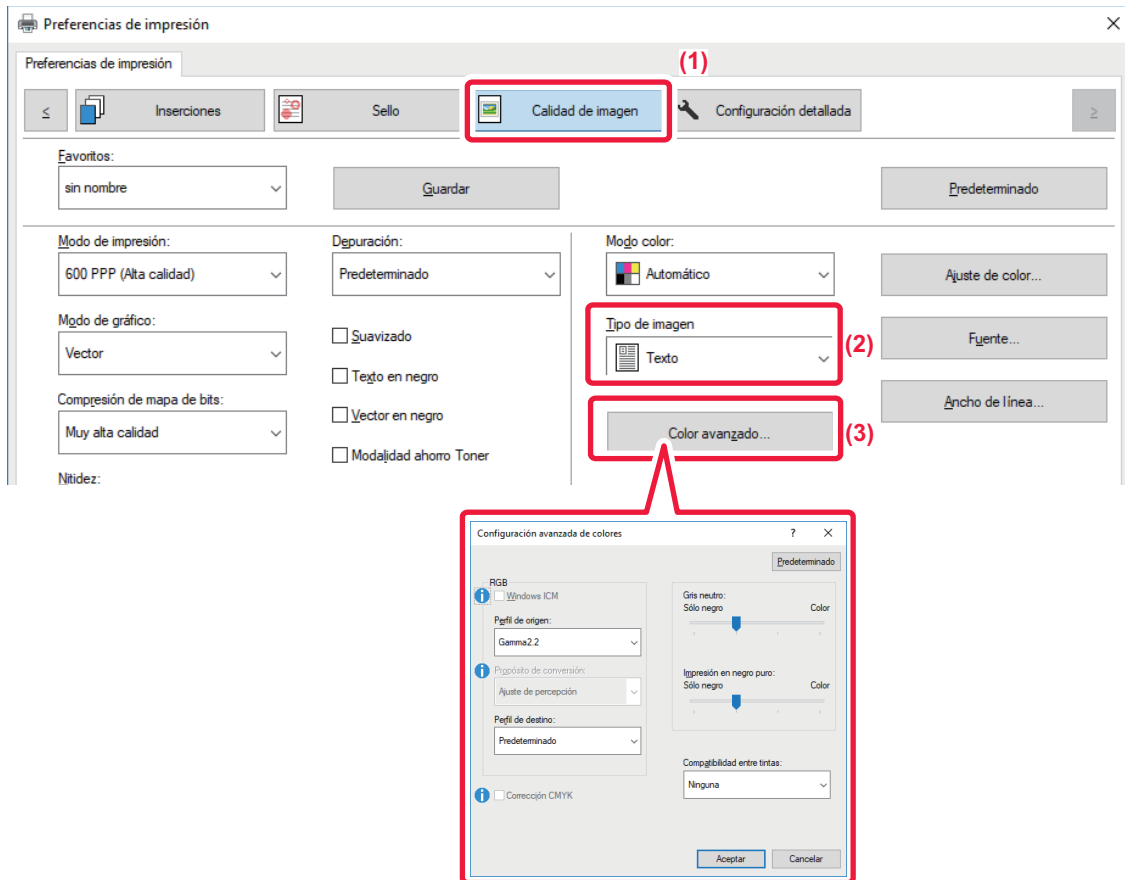 Preferencias de impresión
Preferencias de impresión
(1)
< Inserciones Sello Calidad de imagen Configuración detallada >
Favoritos:
sin nombre Guardar Predeterminado
Modo de impresión: Depuración: Modo color:
600 PPP (Alta calidad) Predeterminado Automático Ajuste de color...
Modo de gráfico: Tipo de imagen
Vector Suavizado Texto (2) Fuente...
Texto en negro
Compresión de mapa de bits: Ancho de línea...
Muy alta calidad Vector en negro Color avanzado... (3)
Modalidad ahorro Toner
Nitidez:
Configuración avanzada de colores ?
Predeterminado
RGB
Windows ICM
Perfil de origen:
Gamma2.2
Propósito de conversión:
Ajuste de percepción
Perfil de destino:
Predeterminado
Corrección CMYK
Gris neutro:
Sólo negro Color
Impresión en negro puro:
Sólo negro Color
Compatibilidad entre tintas:
Ninguna
Aceptar Cancelar